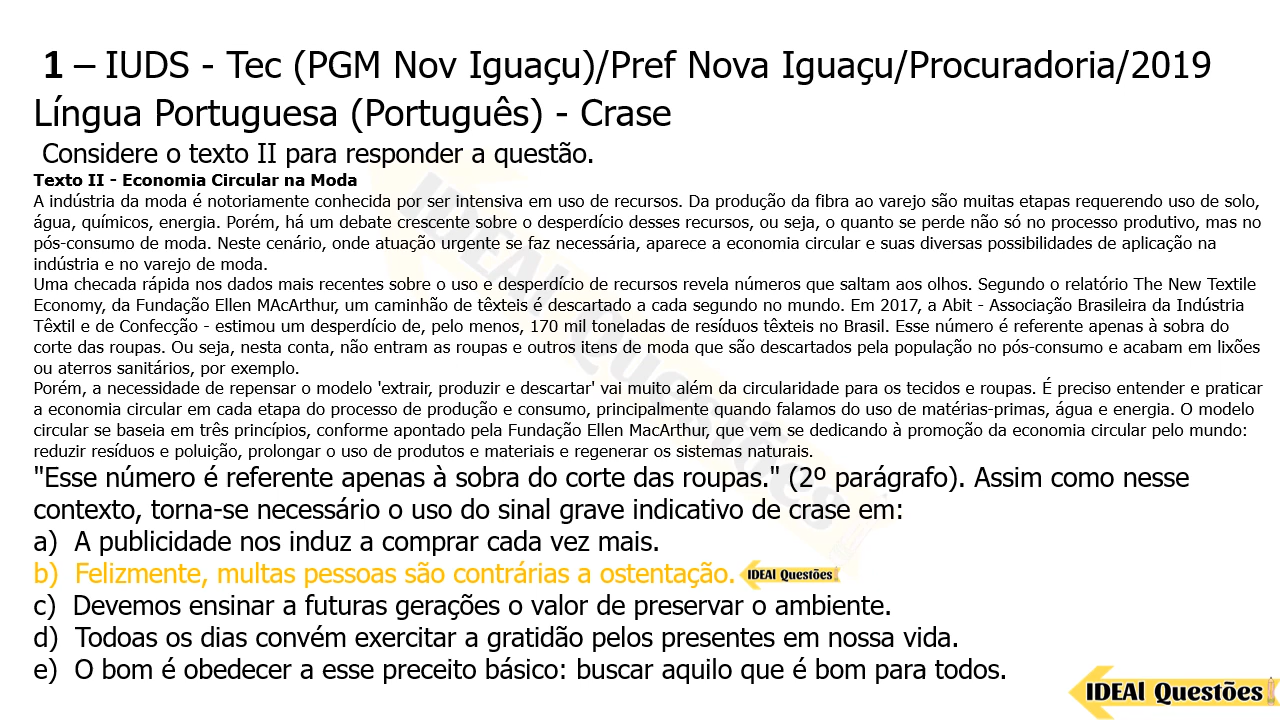 1 – IUDS - Tec (PGM Nov Iguaçu)/Pref Nova Iguaçu/Procuradoria/2019
Língua Portuguesa (Português) - Crase
Considere o texto II para responder a questão.
Texto II - Economia Circular na Moda
A indústria da moda é notoriamente conhecida por ser intensiva em uso de recursos. Da produção da fibra ao varejo são muitas etapas requerendo uso de solo,
água, químicos, energia. Porém, há um debate crescente sobre o desperdício desses recursos, ou seja, o quanto se perde não só no processo produtivo, mas no
pós-consumo de moda. Neste cenário, onde atuação urgente se faz necessária, aparece a economia circular e suas diversas possibilidades de aplicação na
indústria e no varejo de moda.
Uma checada rápida nos dados mais recentes sobre o uso e desperdício de recursos revela números que saltam aos olhos. Segundo o relatório The New Textile
Economy, da Fundação Ellen MAcArthur, um caminhão de têxteis é descartado a cada segundo no mundo. Em 2017, a Abit - Associação Brasileira da Indústria
Têxtil e de Confecção - estimou um desperdício de, pelo menos, 170 mil toneladas de resíduos têxteis no Brasil. Esse número é referente apenas à sobra do
corte das roupas. Ou seja, nesta conta, não entram as roupas e outros itens de moda que são descartados pela população no pós-consumo e acabam em lixões
ou aterros sanitários, por exemplo.
Porém, a necessidade de repensar o modelo 'extrair, produzir e descartar' vai muito além da circularidade para os tecidos e roupas. É preciso entender e praticar
a economia circular em cada etapa do processo de produção e consumo, principalmente quando falamos do uso de matérias-primas, água e energia. O modelo
circular se baseia em três princípios, conforme apontado pela Fundação Ellen MacArthur, que vem se dedicando à promoção da economia circular pelo mundo:
reduzir resíduos e poluição, prolongar o uso de produtos e materiais e regenerar os sistemas naturais.
"Esse número é referente apenas à sobra do corte das roupas." (2º parágrafo). Assim como nesse
contexto, torna-se necessário o uso do sinal grave indicativo de crase em:
a) A publicidade nos induz a comprar cada vez mais.
b) Felizmente, multas pessoas são contrárias a ostentação. IDEAl Questões
c) Devemos ensinar a futuras gerações o valor de preservar o ambiente.
d) Todoas os dias convém exercitar a gratidão pelos presentes em nossa vida.
e) O bom é obedecer a esse preceito básico: buscar aquilo que é bom para todos.
IDEAl Questões
IDEAl Questões